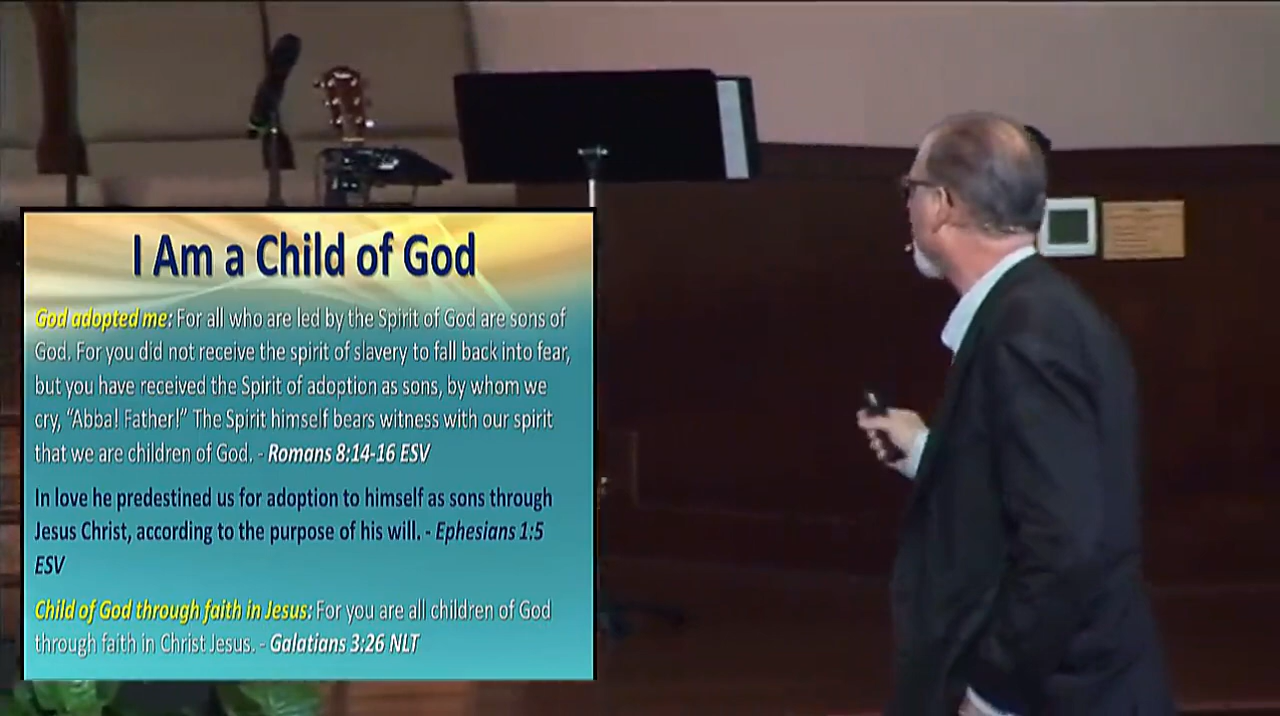 I Am a Child of God
God adopted me: For all who are led by the Spirit of God are sons of
God. For you did not receive the spirit of slavery to fall back into fear,
but you have received the Spirit of adoption as sons, by whom we
cry, “Abba! Father!” The Spirit himself bears witness with our spirit
that we are children of God. - Romans 8:14-16 ESV
In love he predestined us for adoption to himself as sons through
Jesus Christ, according to the purpose of his will. - Ephesians 1:5
ESV
Child of God through faith in Jesus: For you are all children of God
through faith in Christ Jesus. - Galatians 3:26 NLT